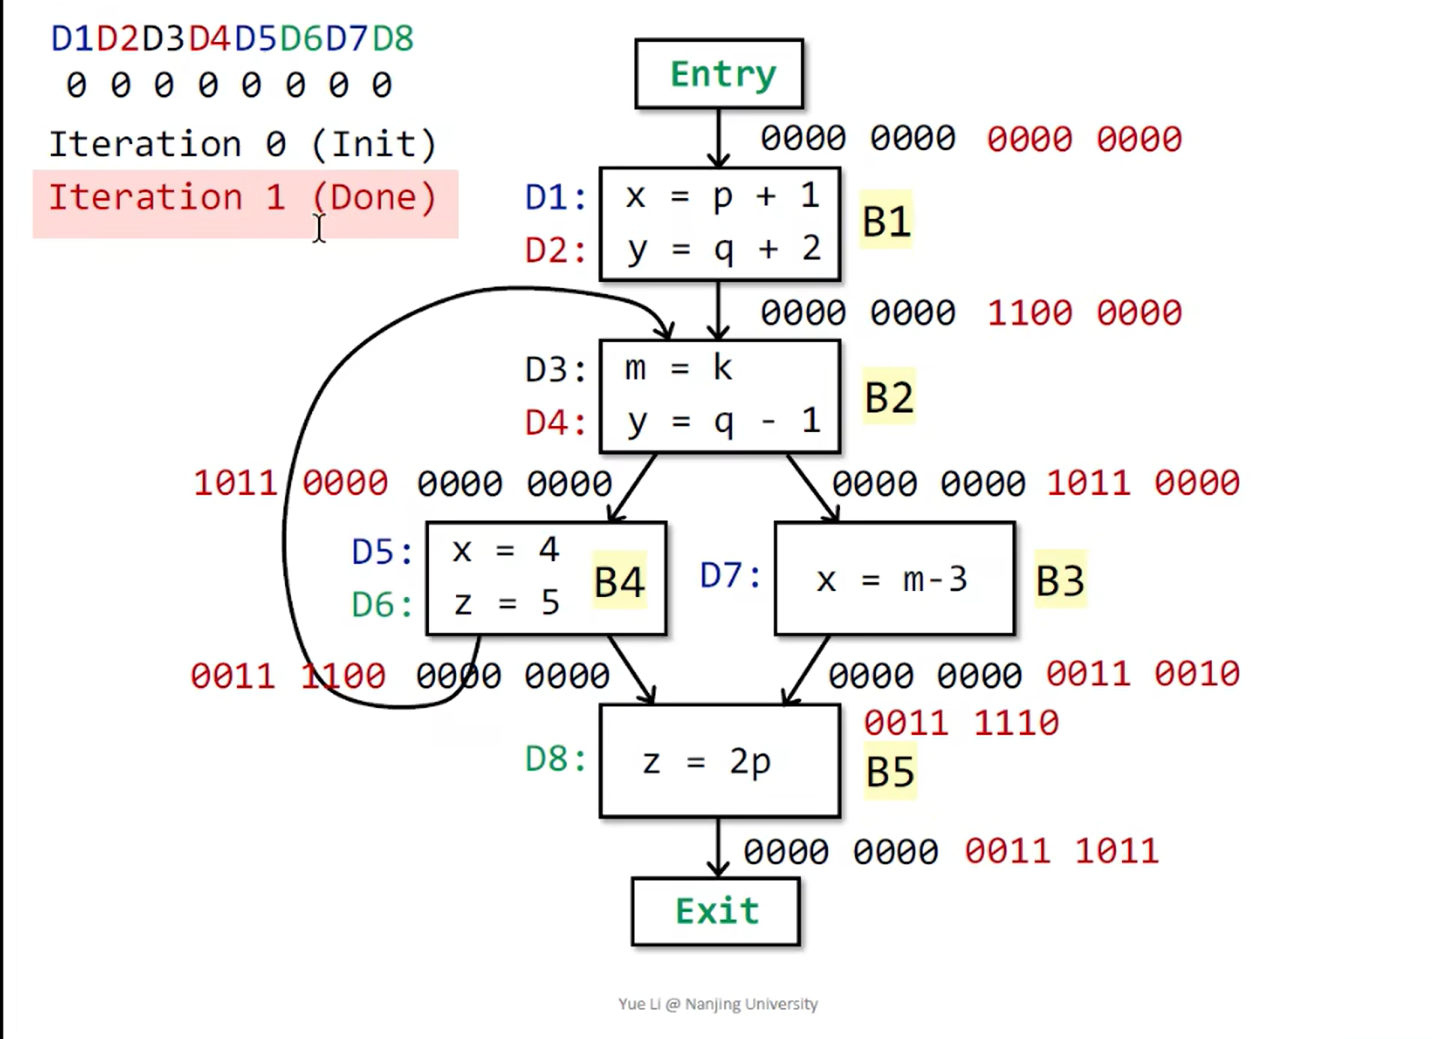 D1D2D3D4D5D6D7D8
0 0 0 0 0 0 0 0
Iteration 0 (Init)
Iteration 1 (Done)
Entry
0000 0000 0000 0000
D1: x = p + 1
D2: y = q + 2
B1
0000 0000 1100 0000
D3: m = k
D4: y = q - 1
B2
1011 0000 0000 0000
0000 0000 1011 0000
D5: x = 4
D6: z = 5
B4
D7: x = m-3
B3
0011 1100 0000 0000
0000 0000 0011 0010
0011 1110
D8: z = 2p
B5
0000 0000 0011 1011
Exit
Yue Li @ Nanjing University